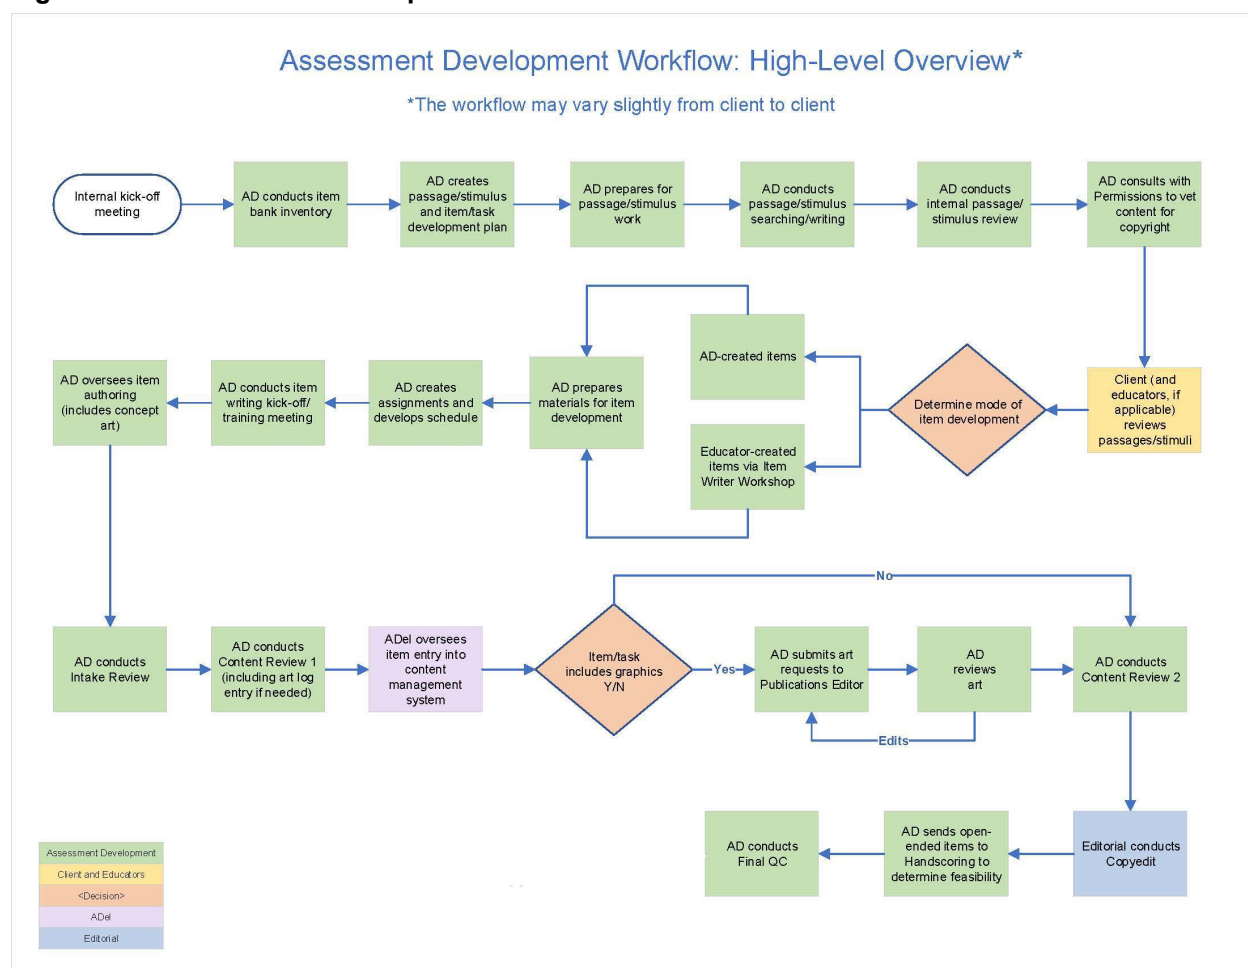 Assessment Development Workflow: High-Level Overview*
*The workflow may vary slightly from client to client
Internal kick-off
meeting
AD conducts item
bank inventory
AD creates
passage/stimulus
and item/task
development plan
AD prepares for
passage/stimulus
work
AD conducts
passage/stimulus
searching/writing
AD conducts
internal passage/
stimulus review
AD consults with
Permissions to vet
content for
copyright
Client (and
educators, if
applicable)
reviews
passages/stimuli
Determine mode of
item development
AD-created items
Educator-created
items via Item
Writer Workshop
AD prepares
materials for item
development
AD creates
assignments and
develops schedule
AD conducts item
writing kick-off/
training meeting
AD oversees item
authoring
(includes concept
art)
AD conducts
Intake Review
AD conducts
Content Review 1
(including art log
entry if needed)
ADel oversees
item entry into
content
management
system
Item/task
includes graphics
Y/N
No
Yes
AD submits art
requests to
Publications Editor
AD
reviews
art
Edits
AD conducts
Content Review 2
Editorial conducts
Copyedit
AD sends open-
ended items to
Handscoring to
determine feasibility
AD conducts
Final QC
Assessment Development
Client and Educators
<Decision>
ADel
Editorial